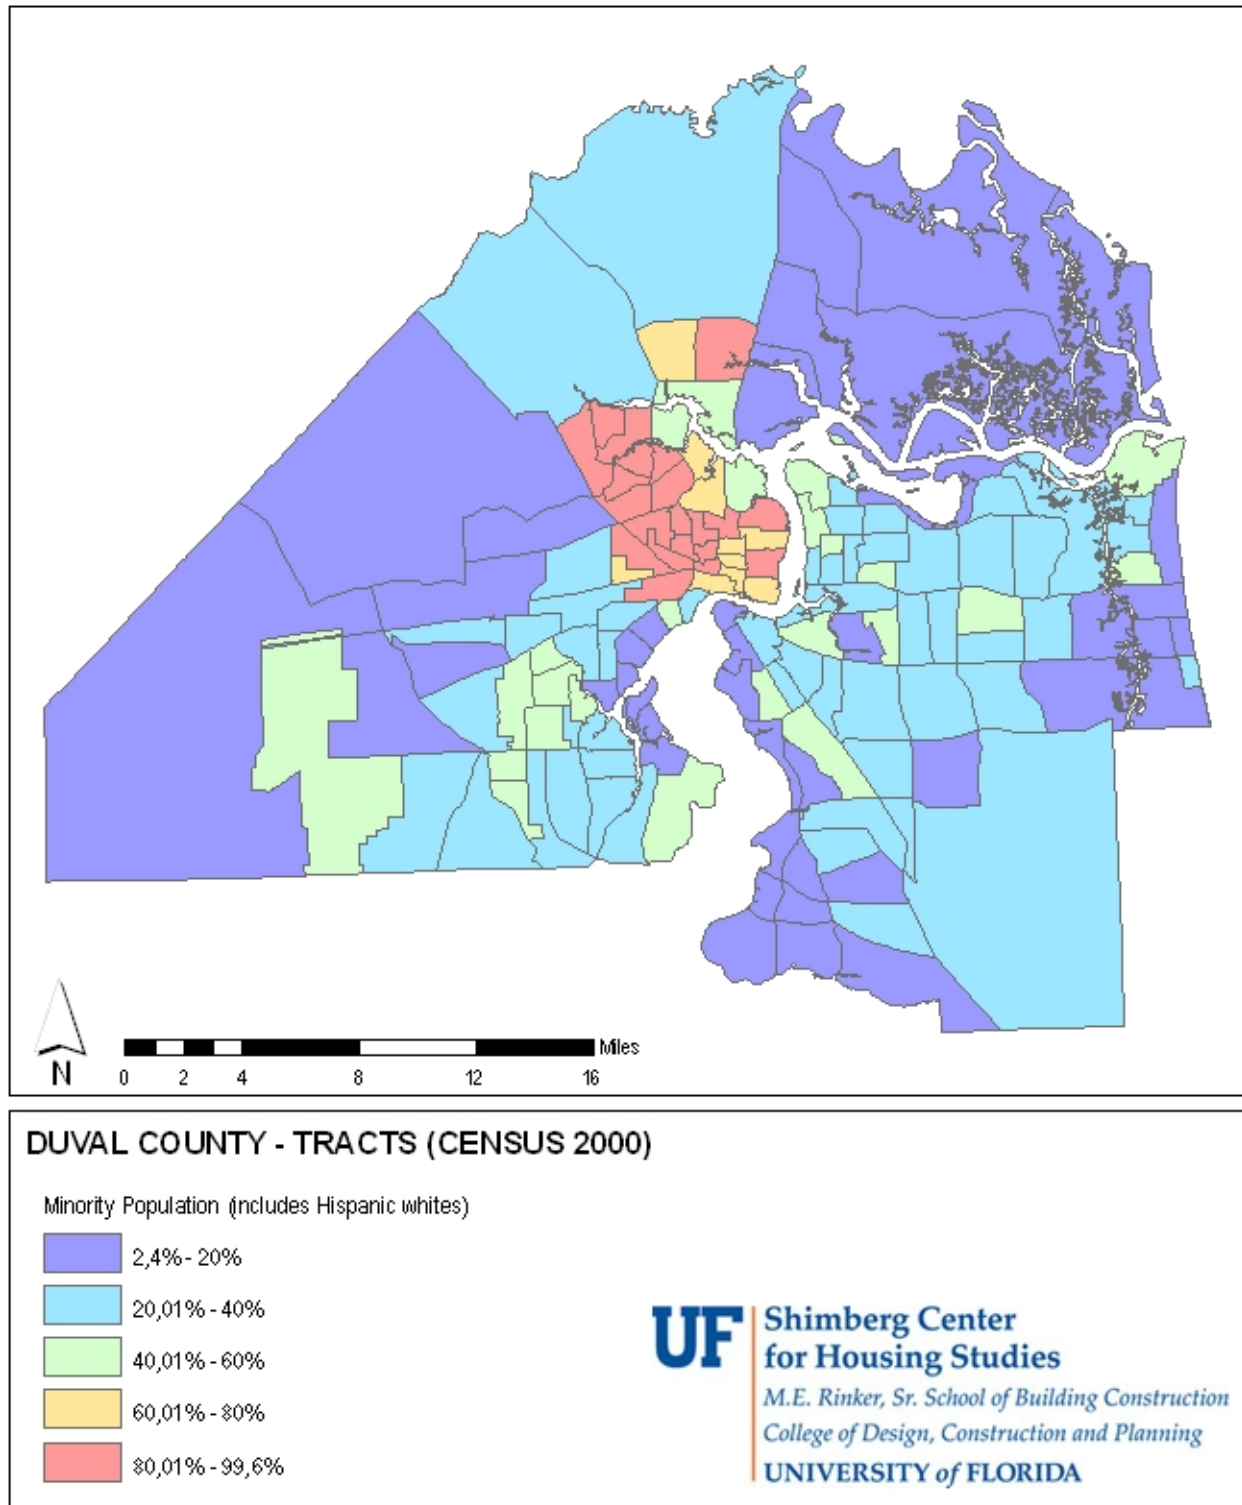 N
0 2 4 8 12 16
Miles
DUVAL COUNTY - TRACTS (CENSUS 2000)
Minority Population (includes Hispanic whites)
2,4% - 20%
20,01% - 40%
40,01% - 60%
60,01% - 80%
80,01% - 99,6%
UF
Shimberg Center
for Housing Studies
M.E. Rinker, Sr. School of Building Construction
College of Design, Construction and Planning
UNIVERSITY of FLORIDA